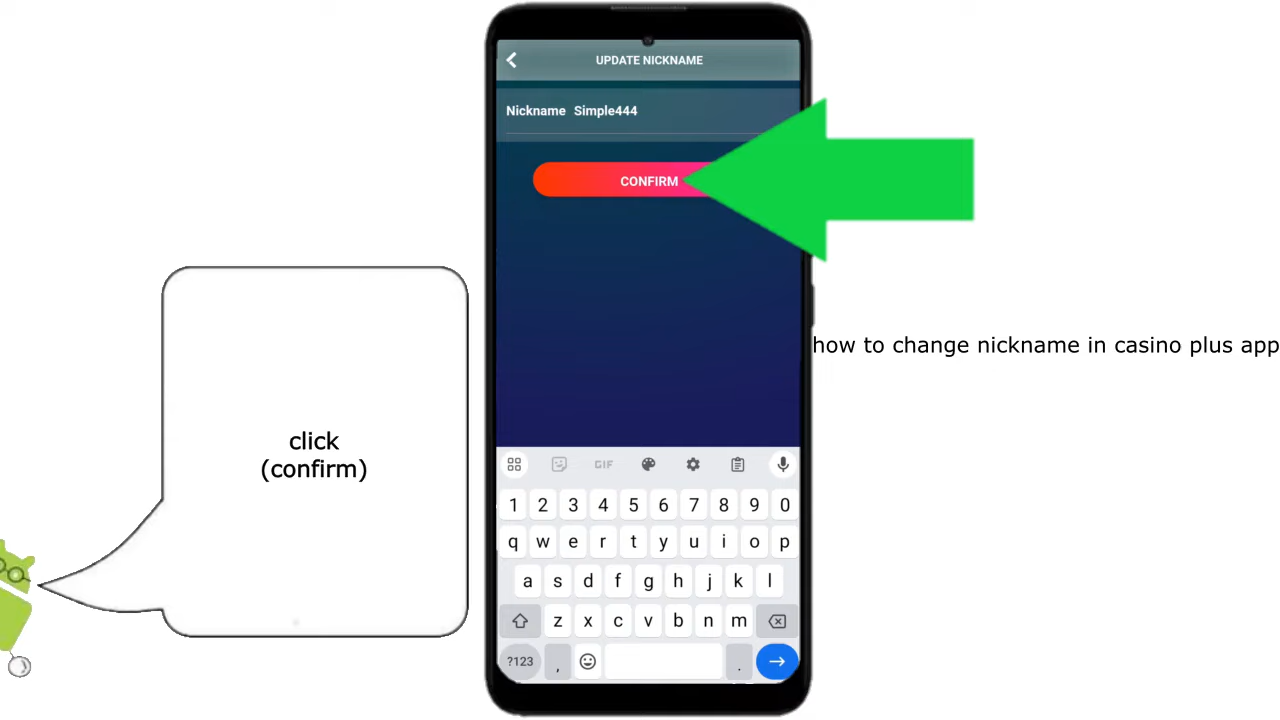 UPDATE NICKNAME
Nickname Simple444
CONFIRM
how to change nickname in casino plus app
click
(confirm)
GIF
1 2 3 4 5 6 7 8 9 0
q w e r t y u i o p
a s d f g h j k l
z x c v b n m
?123 , .